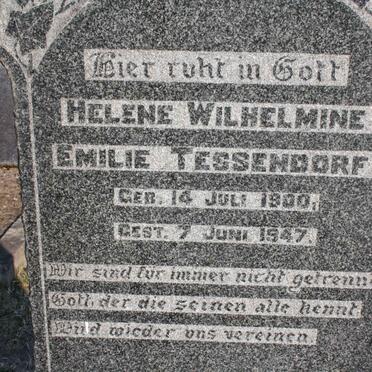 Hier ruht in Gott
HELENE WILHELMINE
EMILIE TESSENDORF
GEB. 14 JULI 1900,
GEST. 7 JUNI 1947.
Wir sind für immer nicht getrenn
Gott, der die seinen alle kennt
Wird wieder uns vereinen